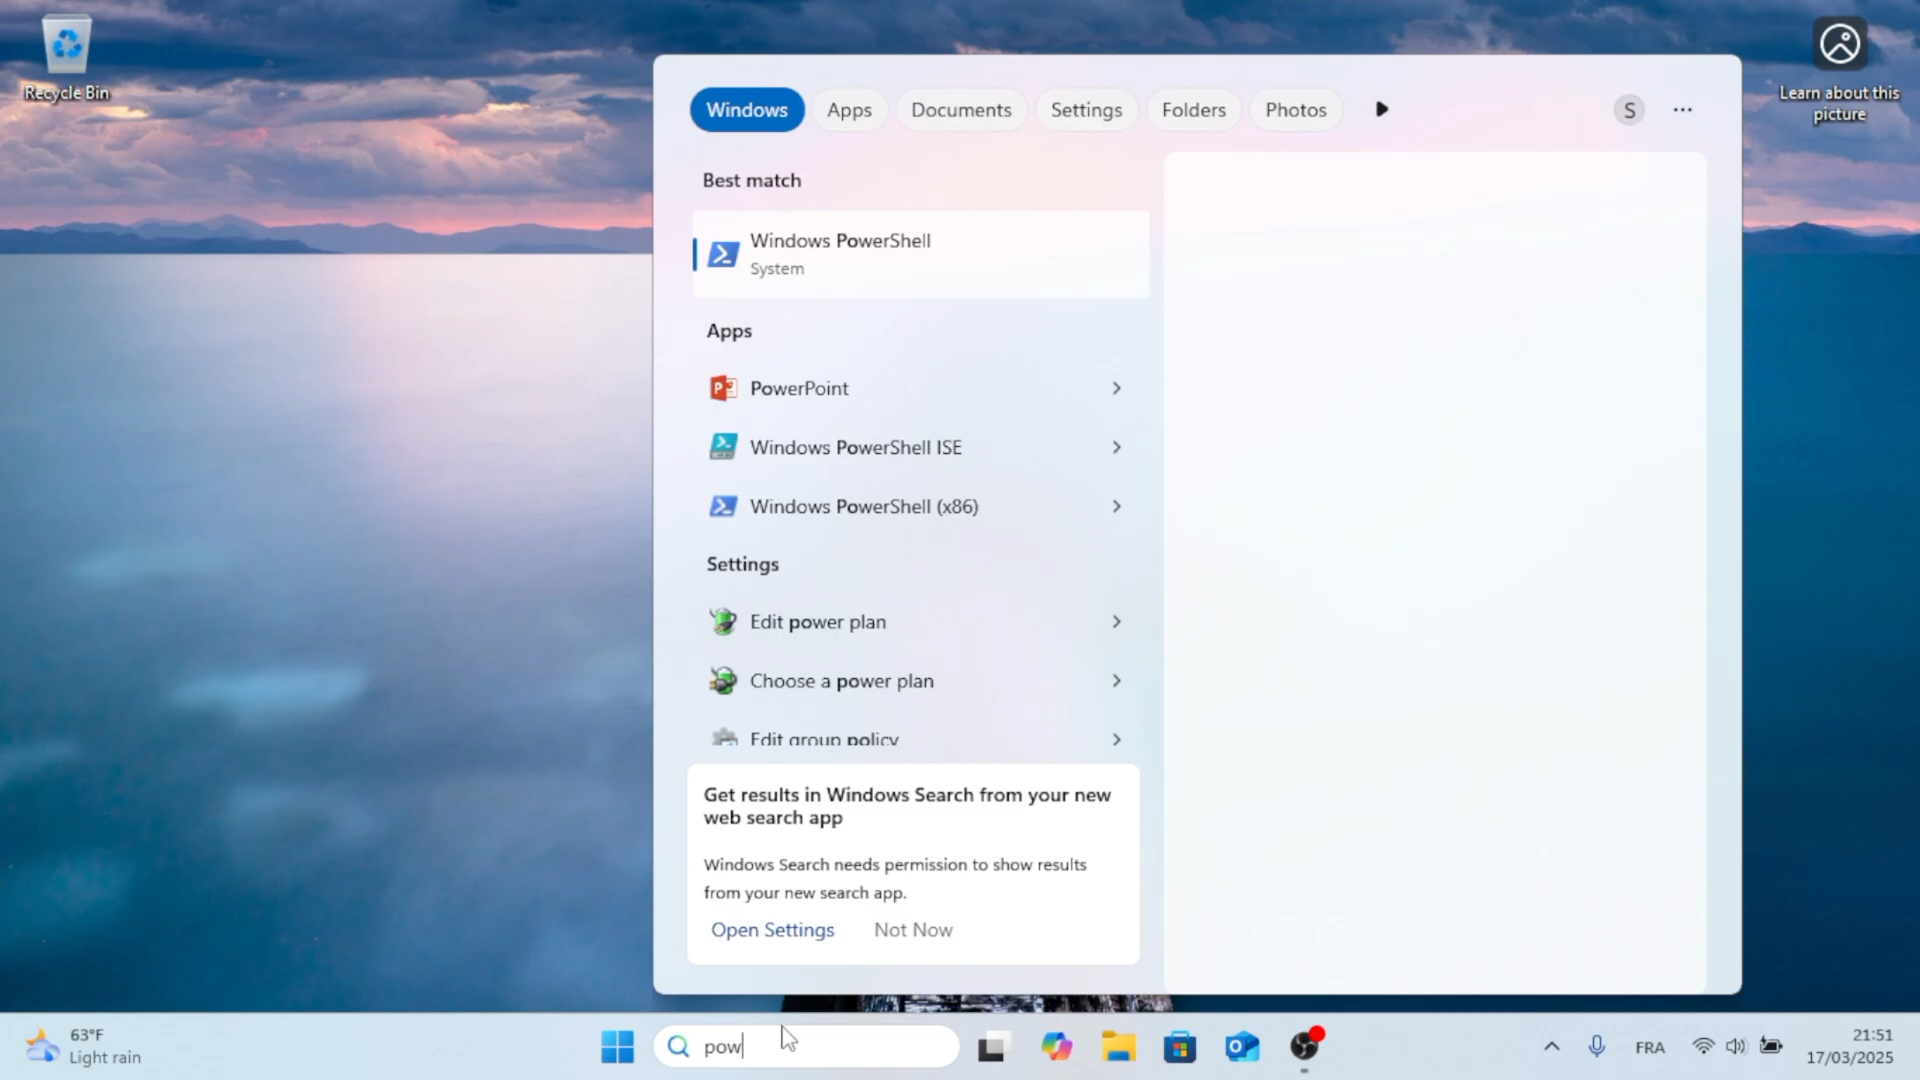 Recycle Bin
Learn about this
picture
Windows
Apps
Documents
Settings
Folders
Photos
S
Best match
Windows PowerShell
System
Apps
PowerPoint
Windows PowerShell ISE
Windows PowerShell (x86)
Settings
Edit power plan
Choose a power plan
Edit group policy
Get results in Windows Search from your new
web search app
Windows Search needs permission to show results
from your new search app.
Open Settings
Not Now
63°F
Light rain
pow
FRA
21:51
17/03/2025